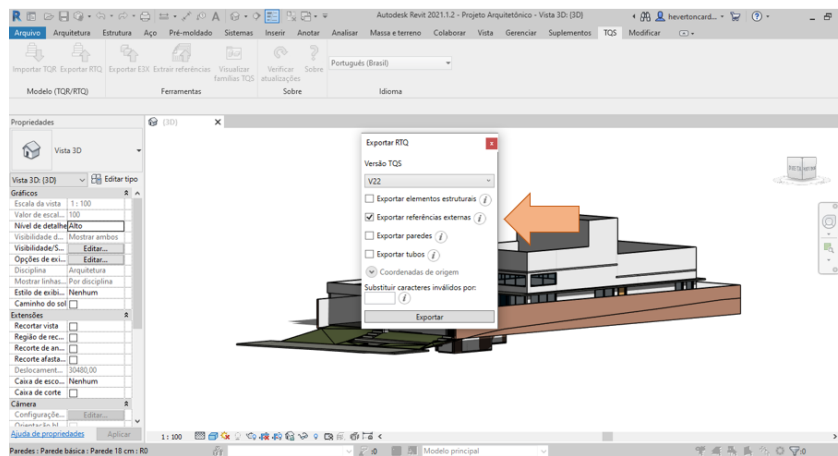 Autodesk Revit 2021.1.2 - Projeto Arquitetônico - Vista 3D: {3D}
hevertoncard...
Arquivo Arquitetura Estrutura Aço Pré-moldado Sistemas Inserir Anotar Analisar Massa e terreno Colaborar Vista Gerenciar Suplementos TQS Modificar
Importar TQR Exportar RTQ Exportar E3X Extrair referências Visualizar famílias TQS Verificar atualizações Sobre
Português (Brasil)
Modelo (TQR/RTQ) Ferramentas Sobre Idioma
Propriedades
{3D}
Vista 3D
Vista 3D: {3D} Editar tipo
Gráficos
Escala da vista 1 : 100
Valor de escal... 100
Nível de detalhe Alto
Visibilidade d... Mostrar ambos
Visibilidade/S... Editar...
Opções de exi... Editar...
Disciplina Arquitetura
Mostrar linhas... Por disciplina
Estilo de exibi... Nenhum
Caminho do sol
Extensões
Recortar vista
Região de rec...
Recorte de an...
Recorte afasta...
Deslocament... 30480,00
Caixa de esco... Nenhum
Caixa de corte
Câmera
Configuraçõe... Editar...
Ajuda de propriedades Aplicar
Exportar RTQ
Versão TQS
V22
Exportar elementos estruturais
Exportar referências externas
Exportar paredes
Exportar tubos
Coordenadas de origem
Substituir caracteres inválidos por:
Exportar
1 : 100
Paredes : Parede básica : Parede 18 cm : R0
:0 Modelo principal
:0